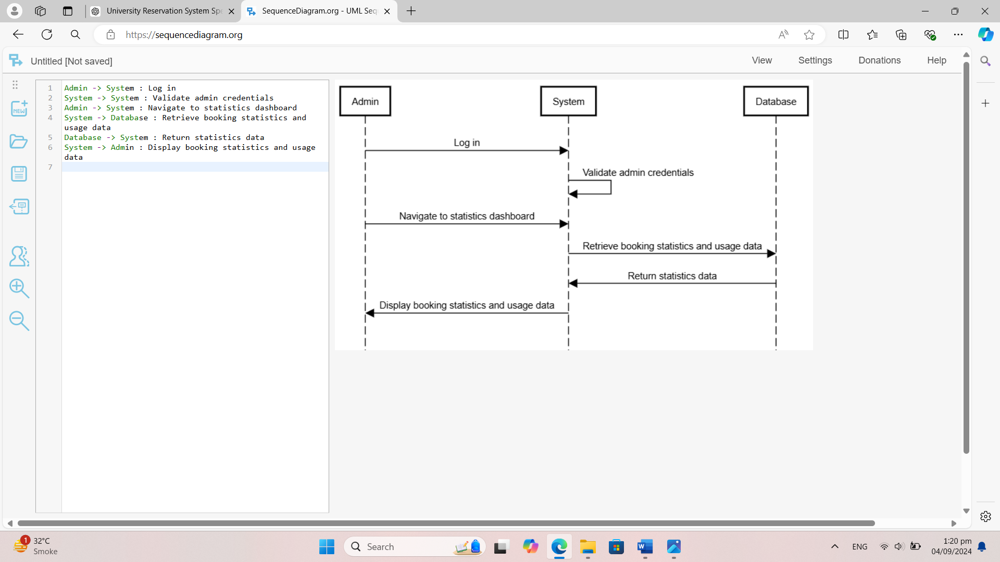 University Reservation System Spe
SequenceDiagram.org - UML Seq
https://sequencediagram.org
Untitled [Not saved]
View
Settings
Donations
Help
1 Admin -> System : Log in
2 System -> System : Validate admin credentials
3 Admin -> System : Navigate to statistics dashboard
4 System -> Database : Retrieve booking statistics and
usage data
5 Database -> System : Return statistics data
6 System -> Admin : Display booking statistics and usage
data
7
NEW
Admin
System
Database
Log in
Validate admin credentials
Navigate to statistics dashboard
Retrieve booking statistics and usage data
Return statistics data
Display booking statistics and usage data
1
32°C
Smoke
Search
W
ENG
1:20 pm
04/09/2024